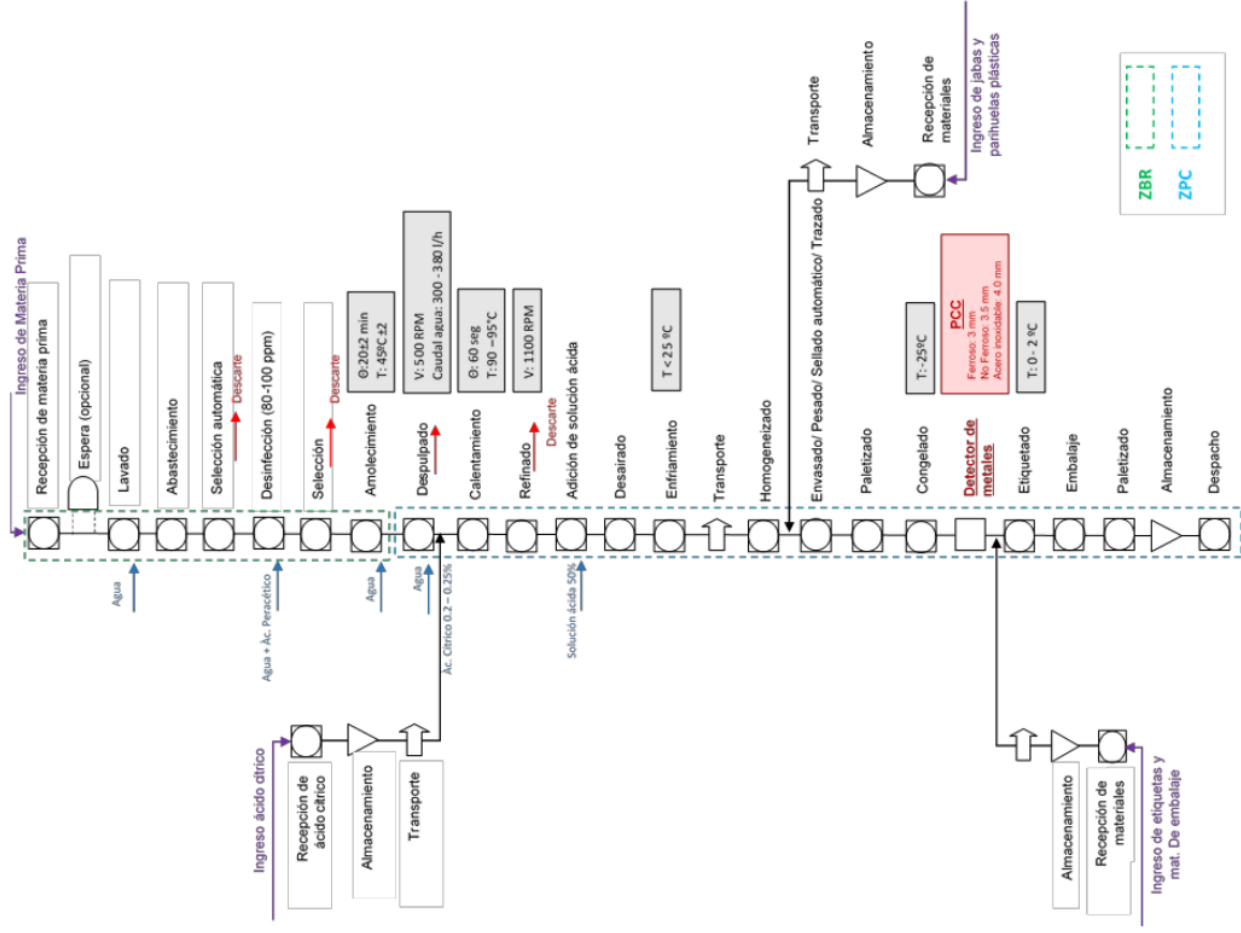 Ingreso de Materia Prima
Recepción de materia prima
Espera (opcional)
Lavado
Agua
Abastecimiento
Selección automática
Descarte
Desinfección (80-100 ppm)
Agua + Àc. Peracético
Selección
Descarte
Amolecimiento
Θ:20±2 min
T: 45ºC ±2
Agua
Despulpado
V: 500 RPM
Caudal agua: 300 - 380 l/h
Agua
Àc. Cítrico 0.2 – 0.25%
Ingreso ácido cítrico
Recepción de
ácido cítrico
Almacenamiento
Transporte
Calentamiento
Θ: 60 seg
T: 90 – 95°C
Refinado
V: 1100 RPM
Descarte
Adición de solución ácida
Solución ácida 50%
Desairado
Enfriamiento
T < 25 ºC
Transporte
Homogeneizado
Envasado/ Pesado/ Sellado automático/ Trazado
Transporte
Almacenamiento
Recepción de
materiales
Ingreso de jabas y
parihuelas plásticas
Paletizado
Congelado
T:-25ºC
Detector de
metales
PCC
Ferroso: 3 mm
No Ferroso: 3.5 mm
Acero inoxidable: 4.0 mm
Etiquetado
T: 0 - 2 ºC
Embalaje
Paletizado
Almacenamiento
Despacho
Almacenamiento
Recepción de
materiales
Ingreso de etiquetas y
mat. De embalaje
ZBR
ZPC